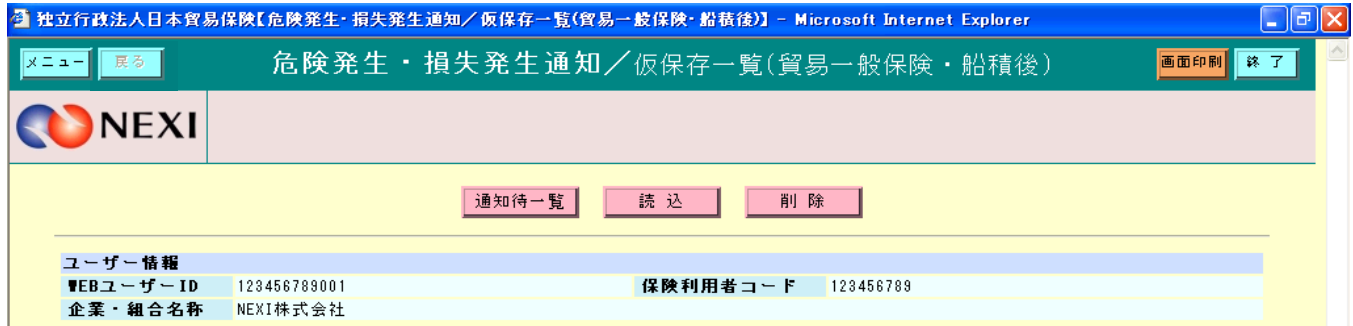 独立行政法人日本貿易保険【危険発生・損失発生通知／仮保存一覧(貿易一般保険・船積後)】 - Microsoft Internet Explorer
メニュー 戻る 危険発生・損失発生通知／仮保存一覧(貿易一般保険・船積後) 画面印刷 終了
NEXI
通知待一覧 読込 削除
ユーザー情報
WEBユーザーID 123456789001 保険利用者コード 123456789
企業・組合名称 NEXI株式会社